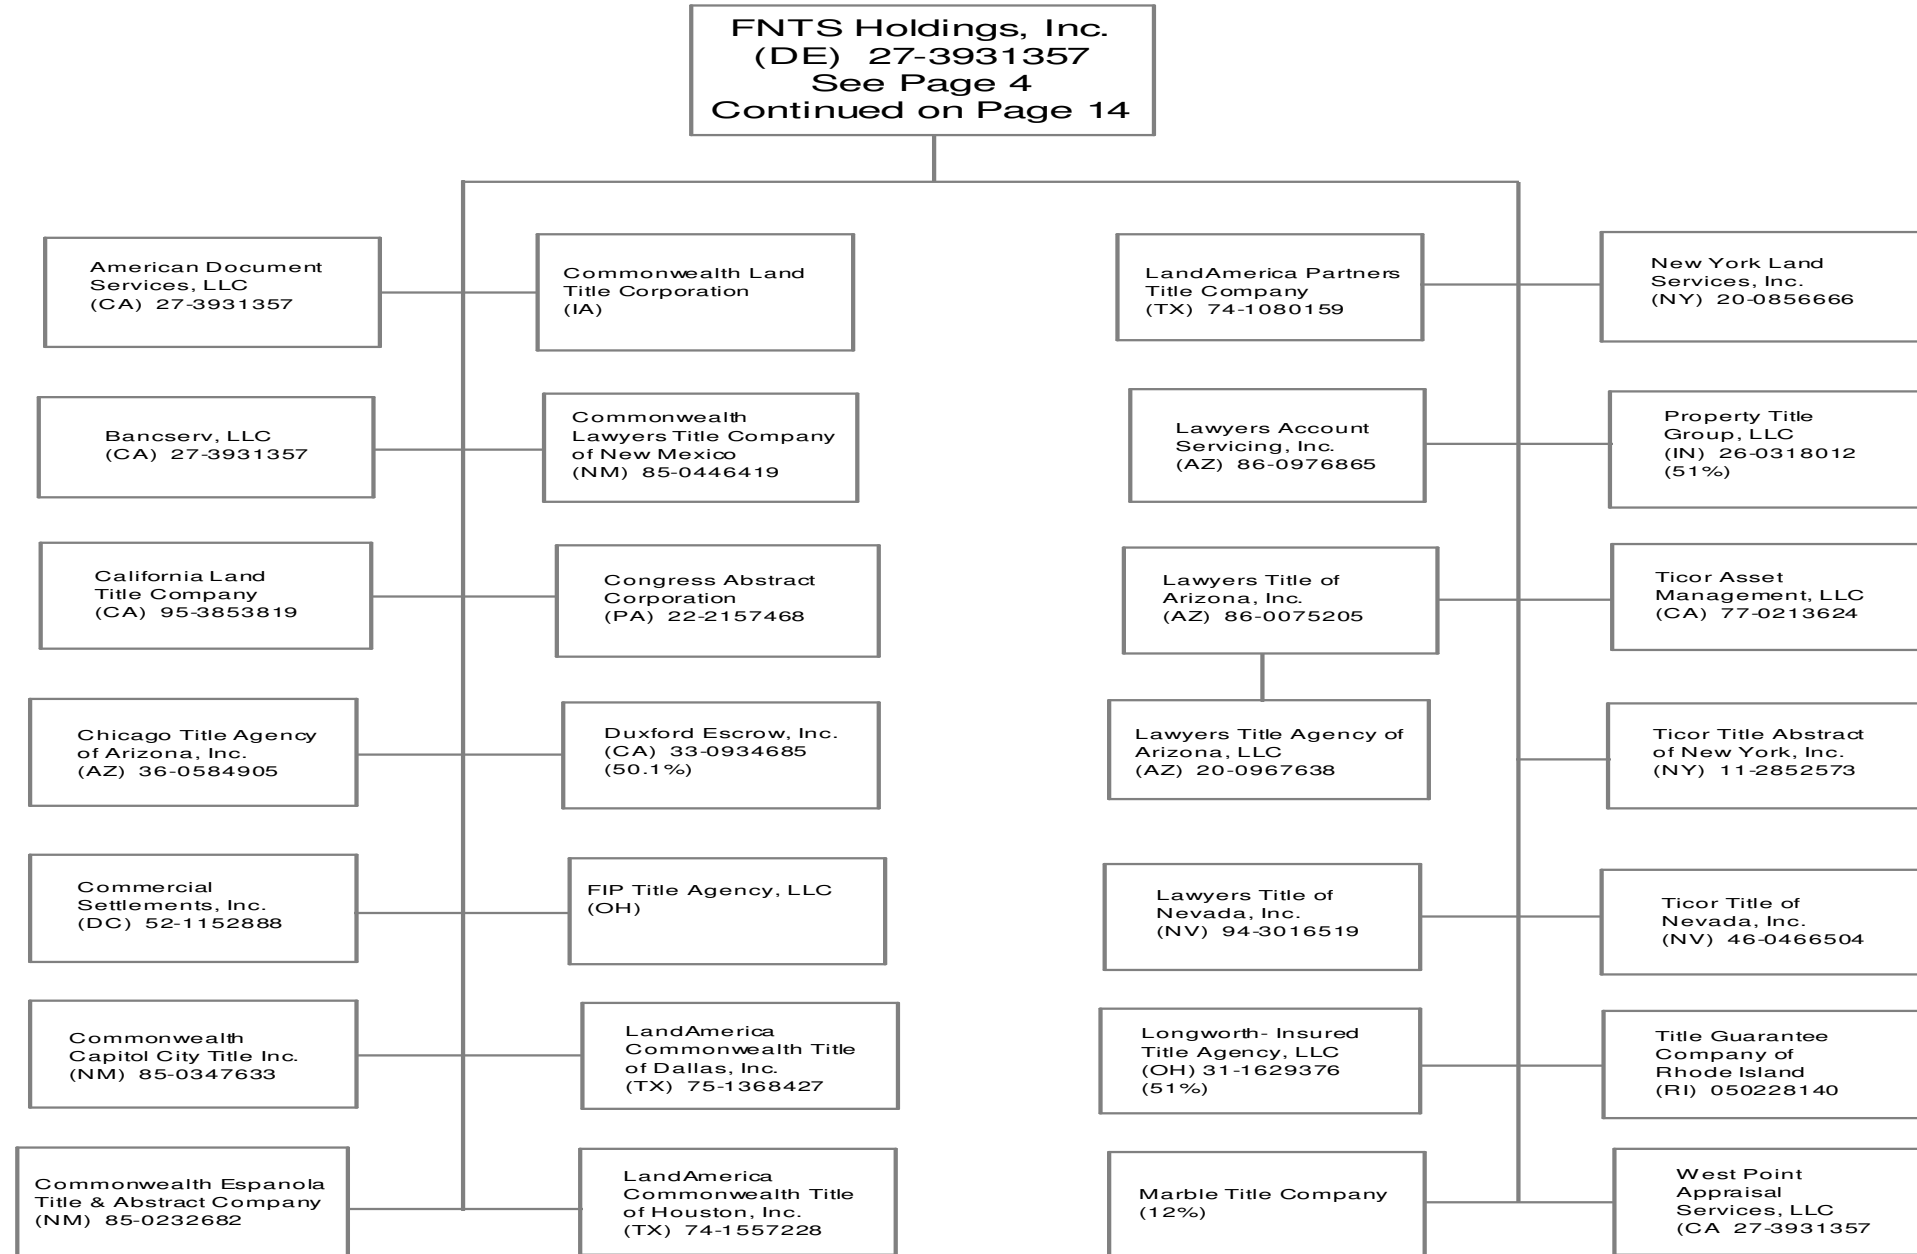 FNTS Holdings, Inc.
(DE) 27-3931357
See Page 4
Continued on Page 14
American Document
Services, LLC
(CA) 27-3931357
Commonwealth Land
Title Corporation
(IA)
LandAmerica Partners
Title Company
(TX) 74-1080159
New York Land
Services, Inc.
(NY) 20-0856666
Bancserv, LLC
(CA) 27-3931357
Commonwealth
Lawyers Title Company
of New Mexico
(NM) 85-0446419
Lawyers Account
Servicing, Inc.
(AZ) 86-0976865
Property Title
Group, LLC
(IN) 26-0318012
(51%)
California Land
Title Company
(CA) 95-3853819
Congress Abstract
Corporation
(PA) 22-2157468
Lawyers Title of
Arizona, Inc.
(AZ) 86-0075205
Ticor Asset
Management, LLC
(CA) 77-0213624
Chicago Title Agency
of Arizona, Inc.
(AZ) 36-0584905
Duxford Escrow, Inc.
(CA) 33-0934685
(50.1%)
Lawyers Title Agency of
Arizona, LLC
(AZ) 20-0967638
Ticor Title Abstract
of New York, Inc.
(NY) 11-2852573
Commercial
Settlements, Inc.
(DC) 52-1152888
FIP Title Agency, LLC
(OH)
Lawyers Title of
Nevada, Inc.
(NV) 94-3016519
Ticor Title of
Nevada, Inc.
(NV) 46-0466504
Commonwealth
Capitol City Title Inc.
(NM) 85-0347633
LandAmerica
Commonwealth Title
of Dallas, Inc.
(TX) 75-1368427
Longworth- Insured
Title Agency, LLC
(OH) 31-1629376
(51%)
Title Guarantee
Company of
Rhode Island
(RI) 050228140
Commonwealth Espanola
Title & Abstract Company
(NM) 85-0232682
LandAmerica
Commonwealth Title
of Houston, Inc.
(TX) 74-1557228
Marble Title Company
(12%)
West Point
Appraisal
Services, LLC
(CA 27-3931357